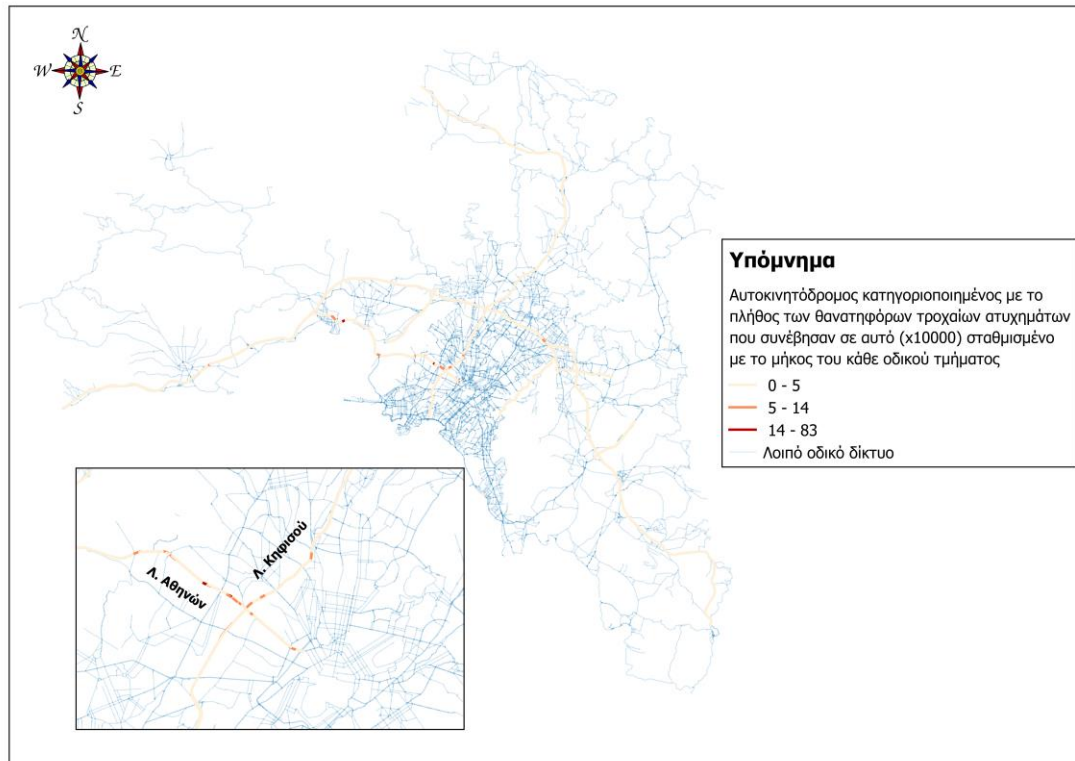 N
W E
S
Υπόμνημα
Αυτοκινητόδρομος κατηγοριοποιημένος με το
πλήθος των θανατηφόρων τροχαίων ατυχημάτων
που συνέβησαν σε αυτό (x10000) σταθμισμένο
με το μήκος του κάθε οδικού τμήματος
0 - 5
5 - 14
14 - 83
Λοιπό οδικό δίκτυο
Λ. Κηφισού
Λ. Αθηνών